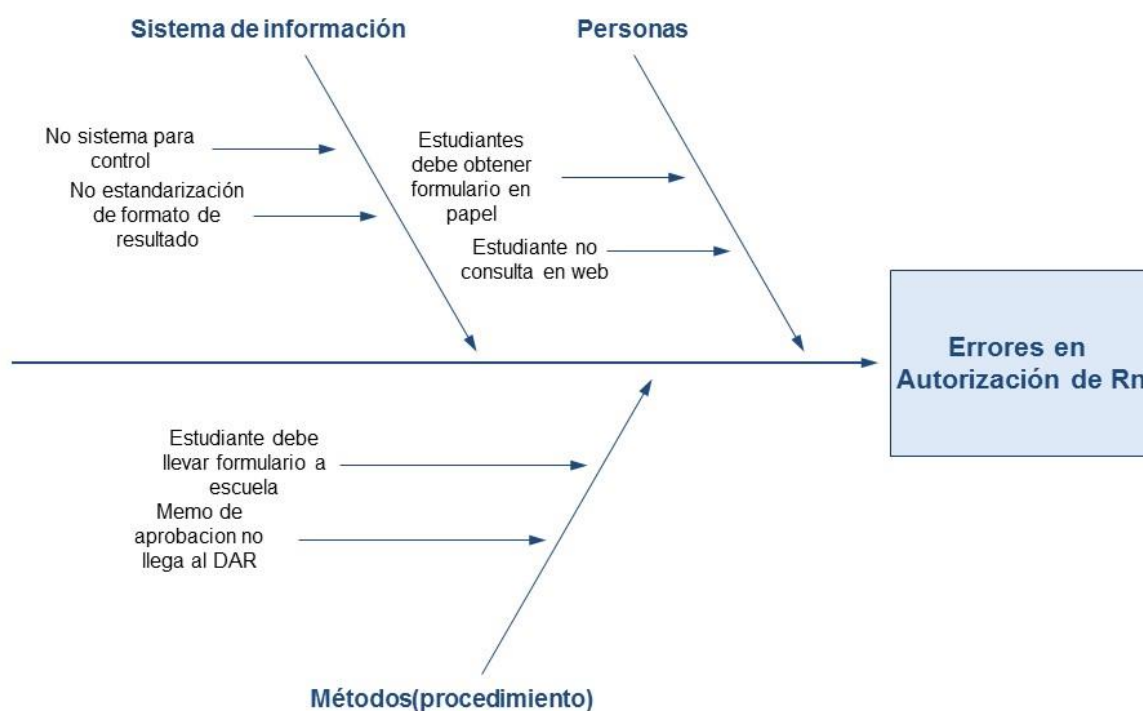 Sistema de información
Personas
No sistema para
control
No estandarización
de formato de
resultado
Estudiantes
debe obtener
formulario en
papel
Estudiante no
consulta en web
Errores en
Autorización de Rn
Estudiante debe
llevar formulario a
escuela
Memo de
aprobacion no
llega al DAR
Métodos(procedimiento)